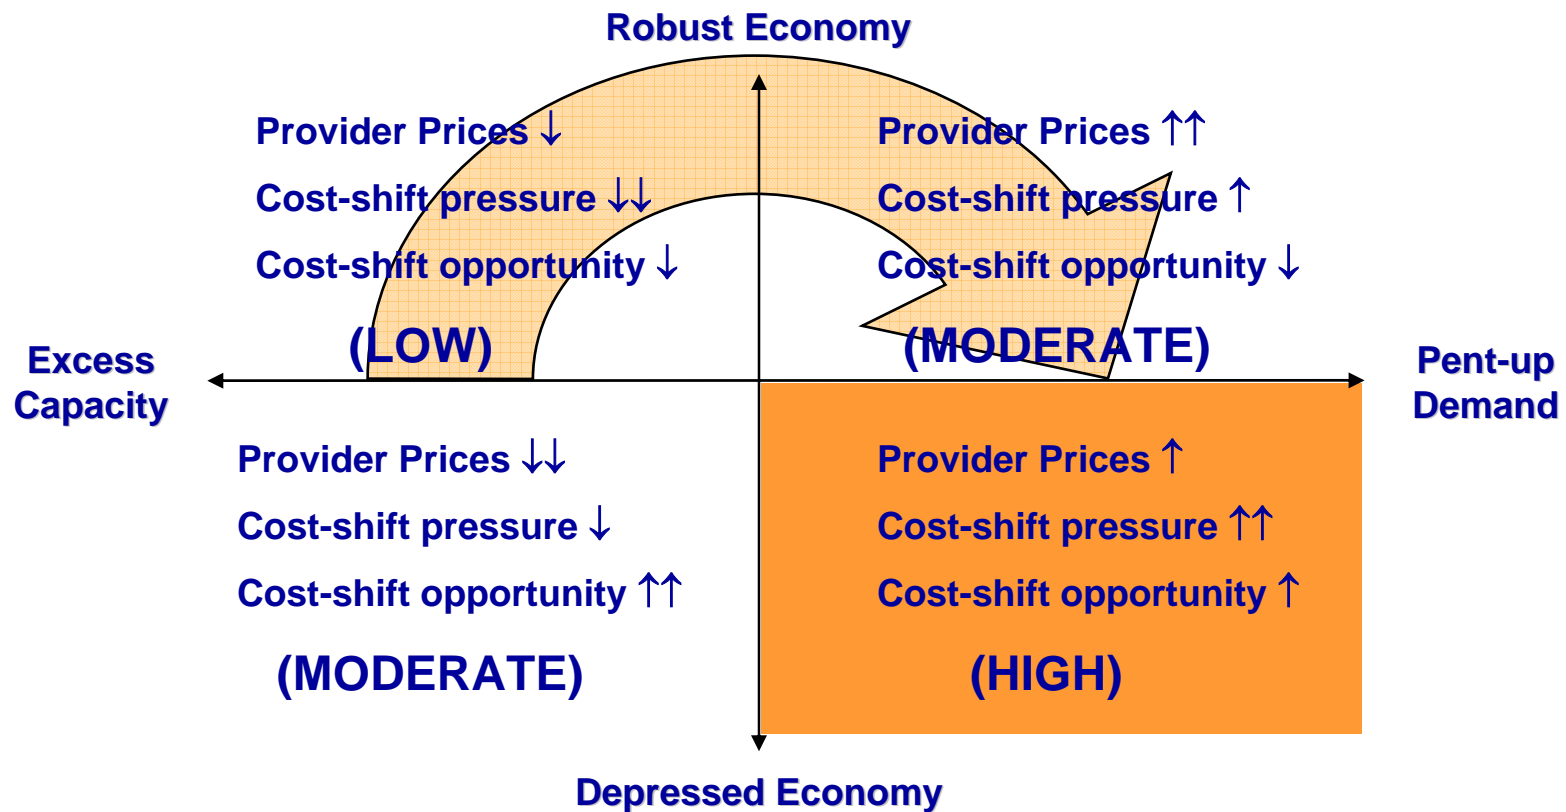 Robust Economy
Provider Prices ↓
Cost-shift pressure ↓↓
Cost-shift opportunity ↓
(LOW)
Provider Prices ↑↑
Cost-shift pressure ↑
Cost-shift opportunity ↓
(MODERATE)
Excess
Capacity
Pent-up
Demand
Provider Prices ↓↓
Cost-shift pressure ↓
Cost-shift opportunity ↑↑
(MODERATE)
Provider Prices ↑
Cost-shift pressure ↑↑
Cost-shift opportunity ↑
(HIGH)
Depressed Economy